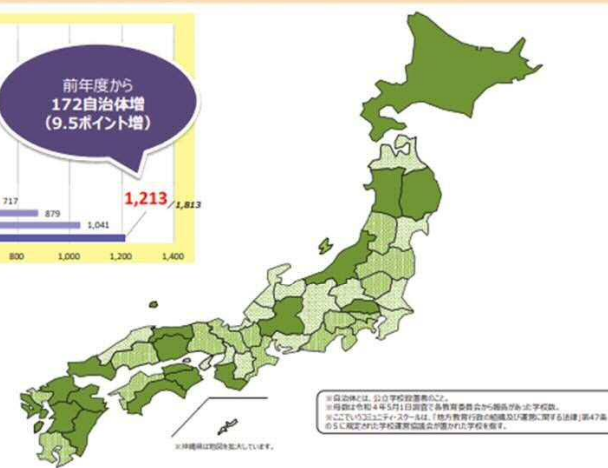 前年度から
172自治体増
(9.5ポイント増)
717
879
1,041
1,213 /1,813
800 1,000 1,200 1,400
※沖縄県は地図を拡大しています。
※自治体とは、公立学校設置者のこと。
※母数は令和4年5月1日調査で各教育委員会から報告があった学校数。
※ここでいうコミュニティ・スクールは、「地方教育行政の組織及び運営に関する法律」第47条
の5に規定された学校運営協議会が置かれた学校を指す。